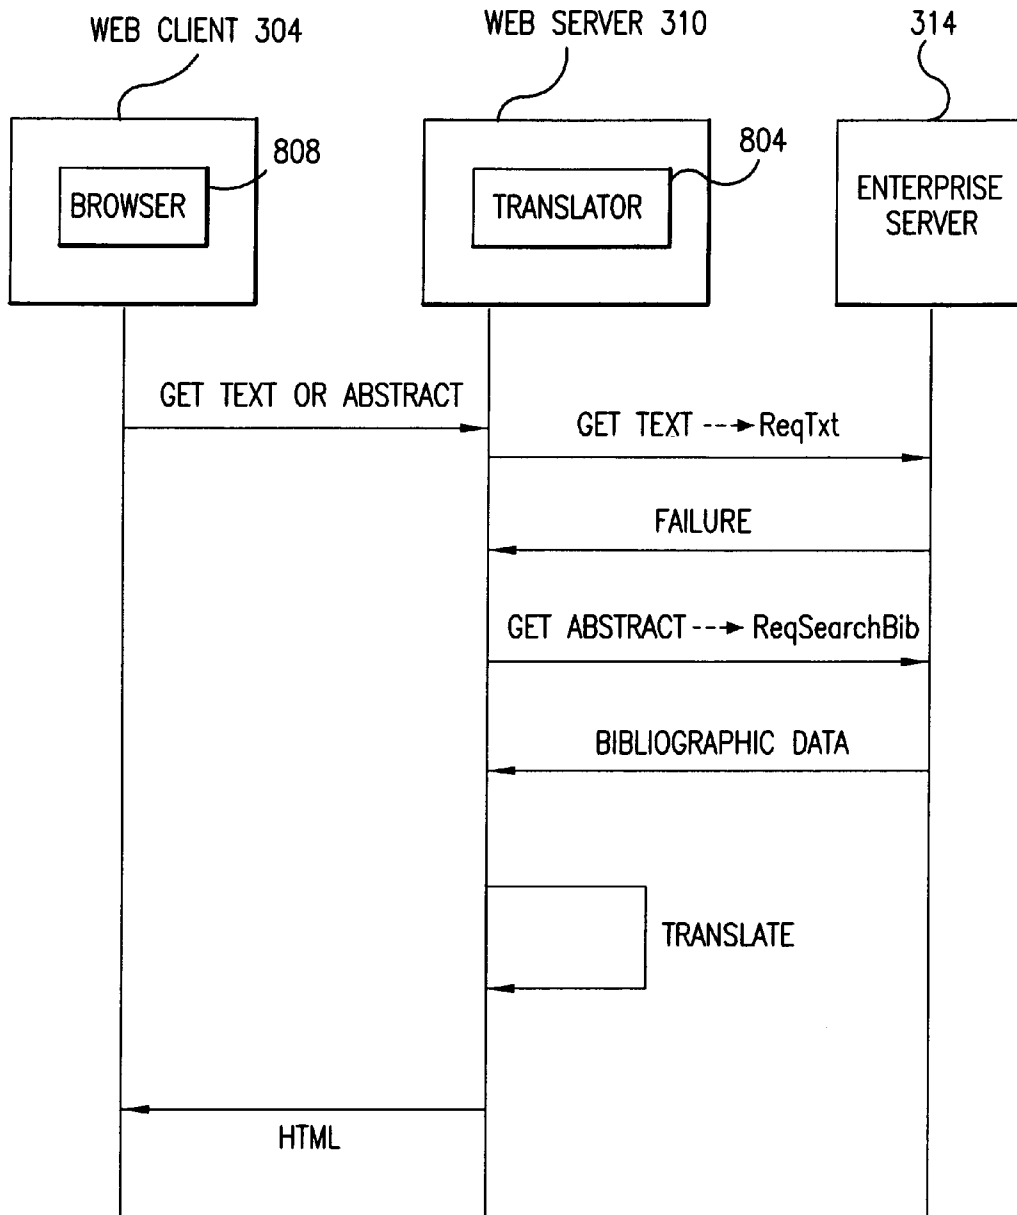 WEB CLIENT 304
WEB SERVER 310
314
808
804
BROWSER
TRANSLATOR
ENTERPRISE
SERVER
GET TEXT OR ABSTRACT
GET TEXT ---► ReqTxt
FAILURE
GET ABSTRACT ---► ReqSearchBib
BIBLIOGRAPHIC DATA
TRANSLATE
HTML